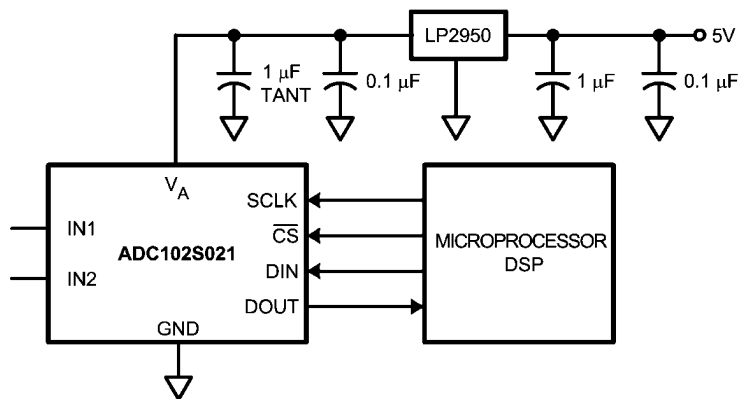 LP2950
5V
1 µF
TANT
0.1 µF
1 µF
0.1 µF
VA
SCLK
CS
DIN
DOUT
IN1
IN2
ADC102S021
GND
MICROPROCESSOR
DSP